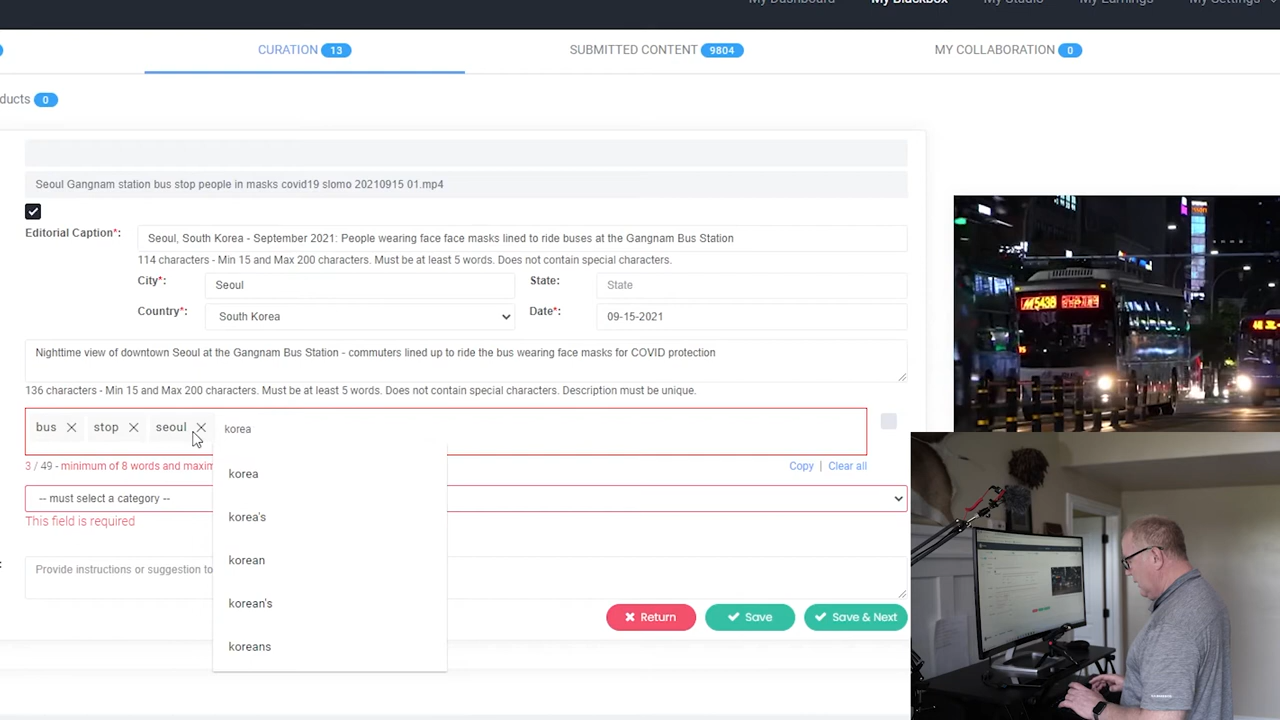 My Dashboard My Blackbox My Studio My Earnings My Settings
CURATION 13 SUBMITTED CONTENT 9804 MY COLLABORATION 0
ducts 0
Seoul Gangnam station bus stop people in masks covid19 slomo 20210915 01.mp4
Editorial Caption*: Seoul, South Korea - September 2021: People wearing face face masks lined to ride buses at the Gangnam Bus Station
114 characters - Min 15 and Max 200 characters. Must be at least 5 words. Does not contain special characters.
City*: Seoul State: State
Country*: South Korea Date*: 09-15-2021
Nighttime view of downtown Seoul at the Gangnam Bus Station - commuters lined up to ride the bus wearing face masks for COVID protection
136 characters - Min 15 and Max 200 characters. Must be at least 5 words. Does not contain special characters. Description must be unique.
bus stop seoul korea
3 / 49 - minimum of 8 words and maxim
Copy | Clear all
korea
-- must select a category --
korea's
This field is required
korean
Provide instructions or suggestion to
korean's
koreans
Return Save Save & Next